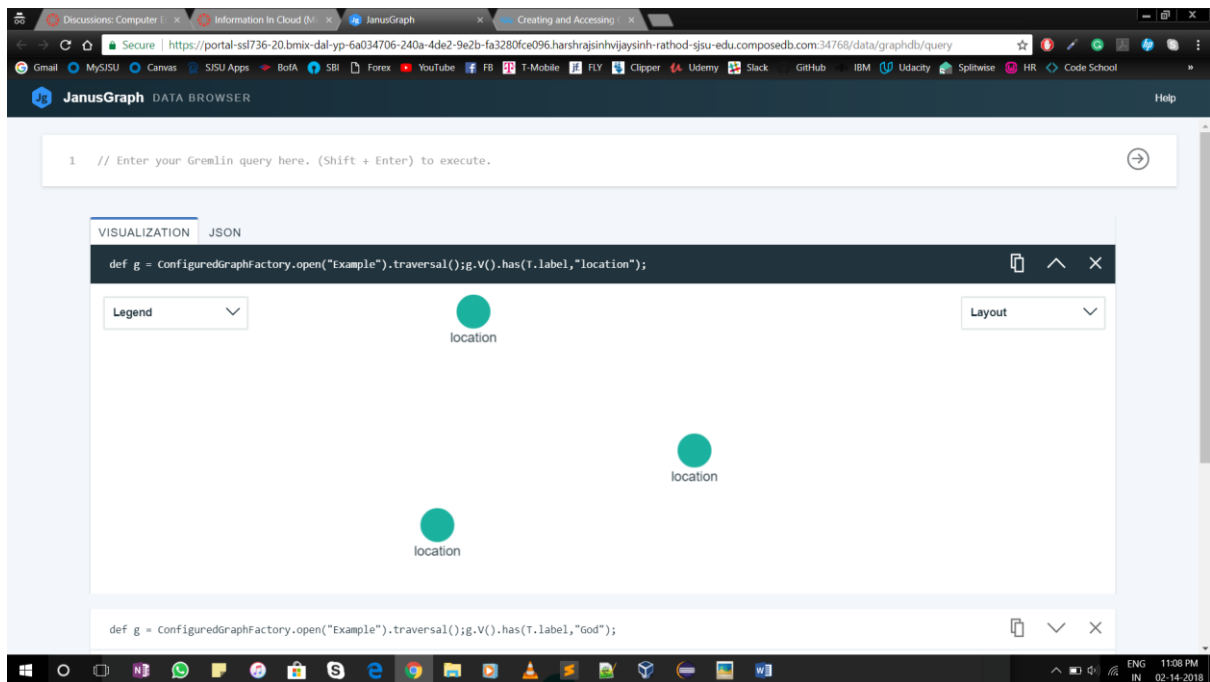 Discussions: Computer E
Information In Cloud (M
JanusGraph
Creating and Accessing
Secure | https://portal-ssl736-20.bmix-dal-yp-6a034706-240a-4de2-9e2b-fa3280fce096.harshrajsinhvijaysinh-rathod-sjsu-edu.composedb.com:34768/data/graphdb/query
Gmail MySJSU Canvas SJSU Apps BofA SBI Forex YouTube FB T-Mobile FLY Clipper Udemy Slack GitHub IBM Udacity Splitwise HR Code School »
Jg JanusGraph DATA BROWSER Help
1 // Enter your Gremlin query here. (Shift + Enter) to execute.
VISUALIZATION JSON
def g = ConfiguredGraphFactory.open("Example").traversal();g.V().has(T.label,"location");
Legend Layout
location
location
location
def g = ConfiguredGraphFactory.open("Example").traversal();g.V().has(T.label,"God");
ENG 11:08 PM
IN 02-14-2018